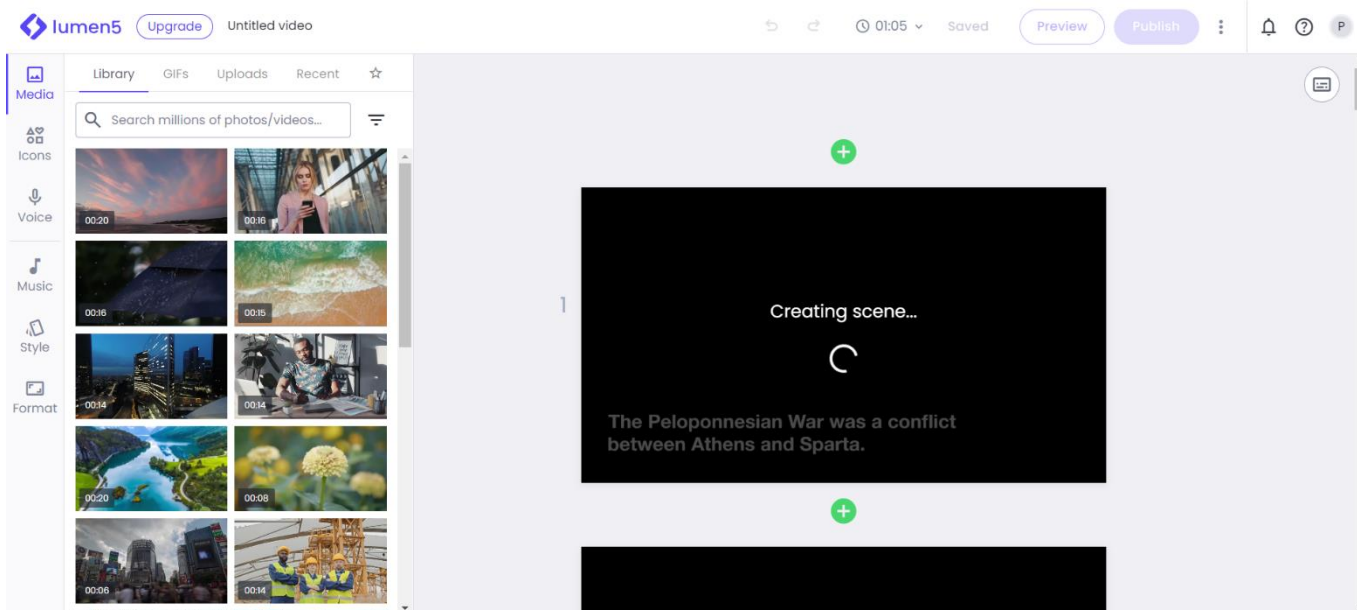 lumen5 Upgrade Untitled video 01:05 Saved Preview Publish P
Media
Icons
Voice
Music
Style
Format
Library GIFs Uploads Recent
Search millions of photos/videos...
00:20 00:16
00:16 00:15
00:14 00:14
00:20 00:08
00:06 00:14
1
Creating scene...
The Peloponnesian War was a conflict
between Athens and Sparta.